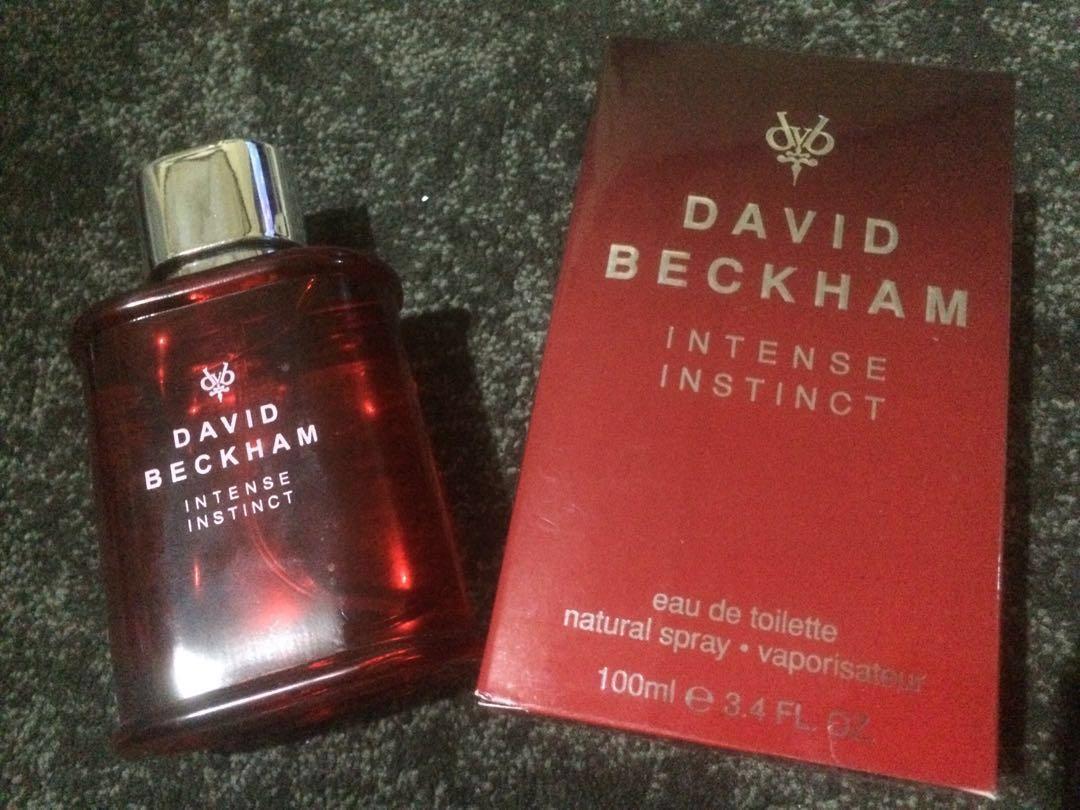 dvb
DAVID
BECKHAM
INTENSE
INSTINCT
dvb
DAVID
BECKHAM
INTENSE
INSTINCT
eau de toilette
natural spray • vaporisateur
100ml ℮ 3.4 FL. OZ